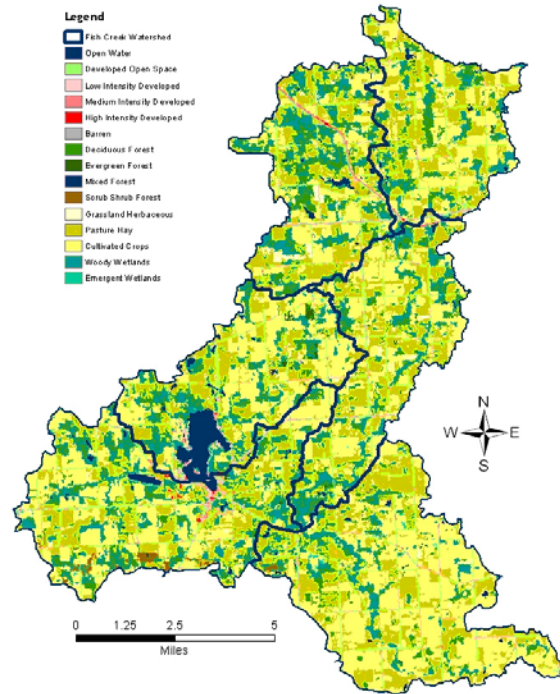 Legend
Fish Creek Watershed
Open Water
Developed Open Space
Low Intensity Developed
Medium Intensity Developed
High Intensity Developed
Barren
Deciduous Forest
Evergreen Forest
Mixed Forest
Scrub Shrub Forest
Grassland Herbaceous
Pasture Hay
Cultivated Crops
Woody Wetlands
Emergent Wetlands
N
W E
S
0 1.25 2.5 5
Miles